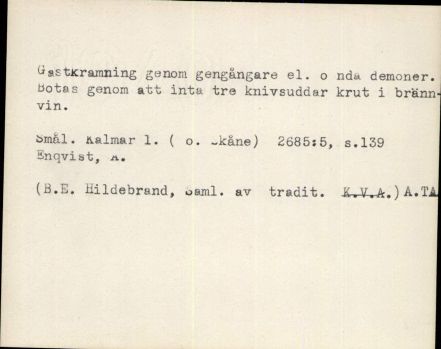 Gastkramning genom gengångare el. o nda demoner.
Botas genom att inta tre knivsuddar krut i bränn-
vin.
Smål. Kalmar l. ( o. Skåne) 2685:5, s.139
Enqvist, A.
(B.E. Hildebrand, Saml. av tradit. K.V.A.) A.TA